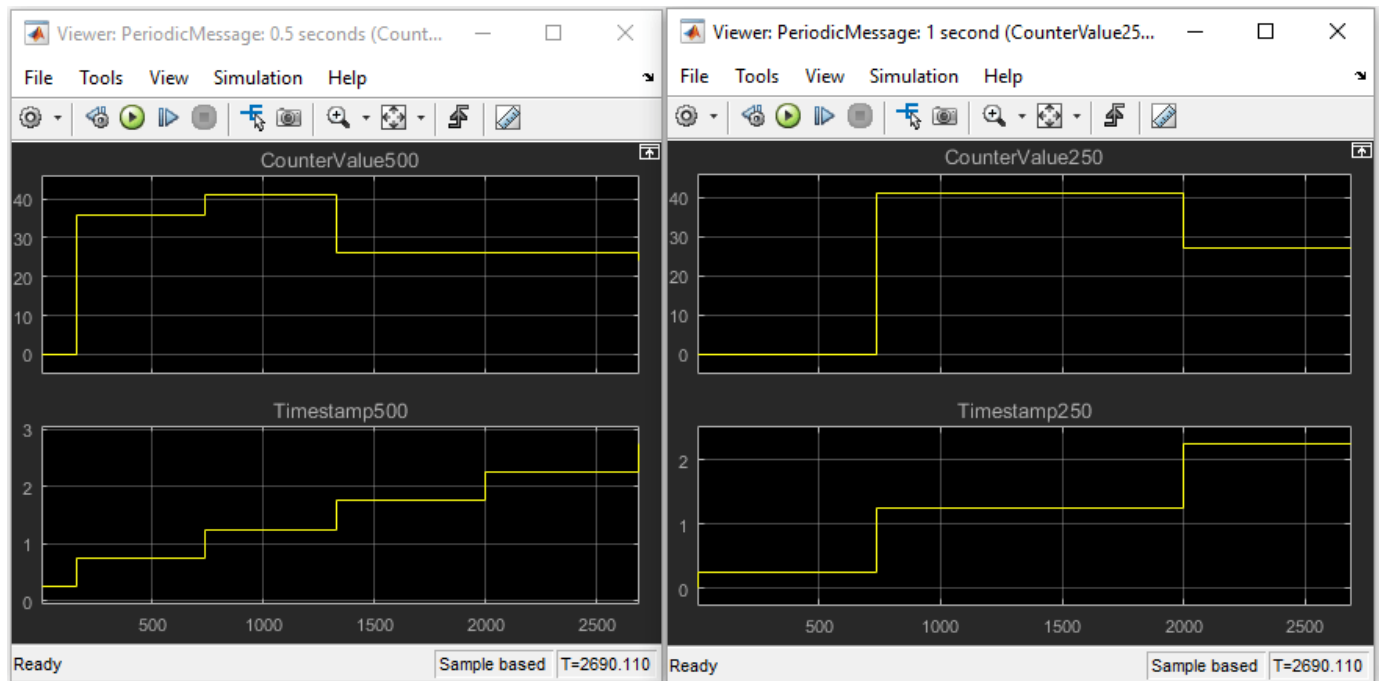 Viewer: PeriodicMessage: 0.5 seconds (Count...
File Tools View Simulation Help
CounterValue500
40
30
20
10
0
Timestamp500
3
2
1
0
500 1000 1500 2000 2500
Ready Sample based T=2690.110
Viewer: PeriodicMessage: 1 second (CounterValue25...
File Tools View Simulation Help
CounterValue250
40
30
20
10
0
Timestamp250
2
1
0
500 1000 1500 2000 2500
Ready Sample based T=2690.110